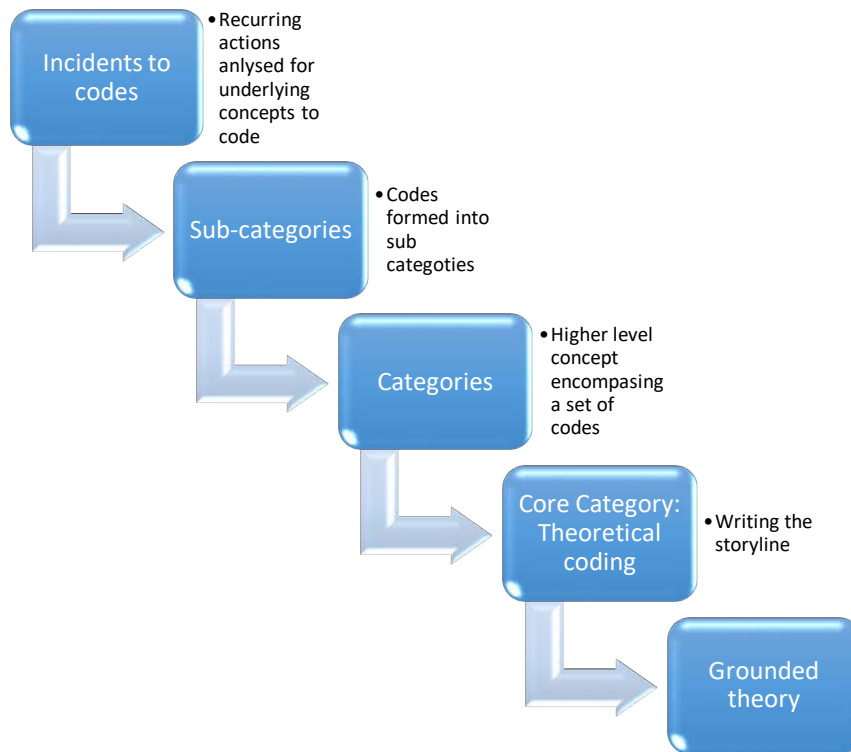 Incidents to
codes
•Recurring
actions
anlysed for
underlying
concepts to
code
Sub-categories
•Codes
formed into
sub
categoties
Categories
•Higher level
concept
encompasing
a set of
codes
Core Category:
Theoretical
coding
•Writing the
storyline
Grounded
theory